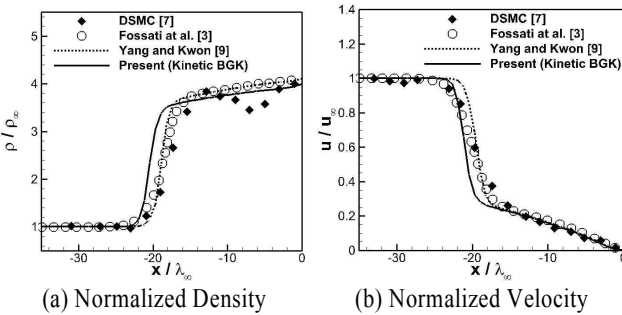 DSMC [7]
Fossati at al. [3]
Yang and Kwon [9]
Present (Kinetic BGK)
5
4
3
2
1
ρ / ρ∞
-30
-20
-10
0
x / λ∞
(a) Normalized Density
DSMC [7]
Fossati at al. [3]
Yang and Kwon [9]
Present (Kinetic BGK)
1.4
1.2
1
0.8
0.6
0.4
0.2
0
u / u∞
-30
-20
-10
0
x / λ∞
(b) Normalized Velocity